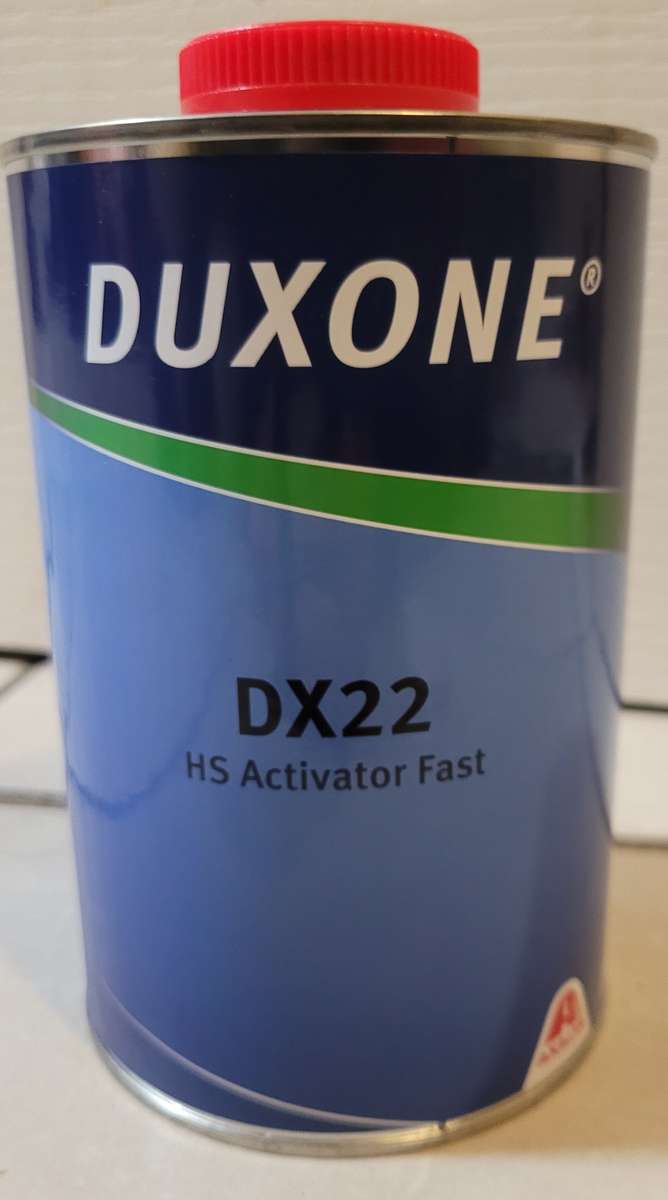 DUXONE®
DX22
HS Activator Fast